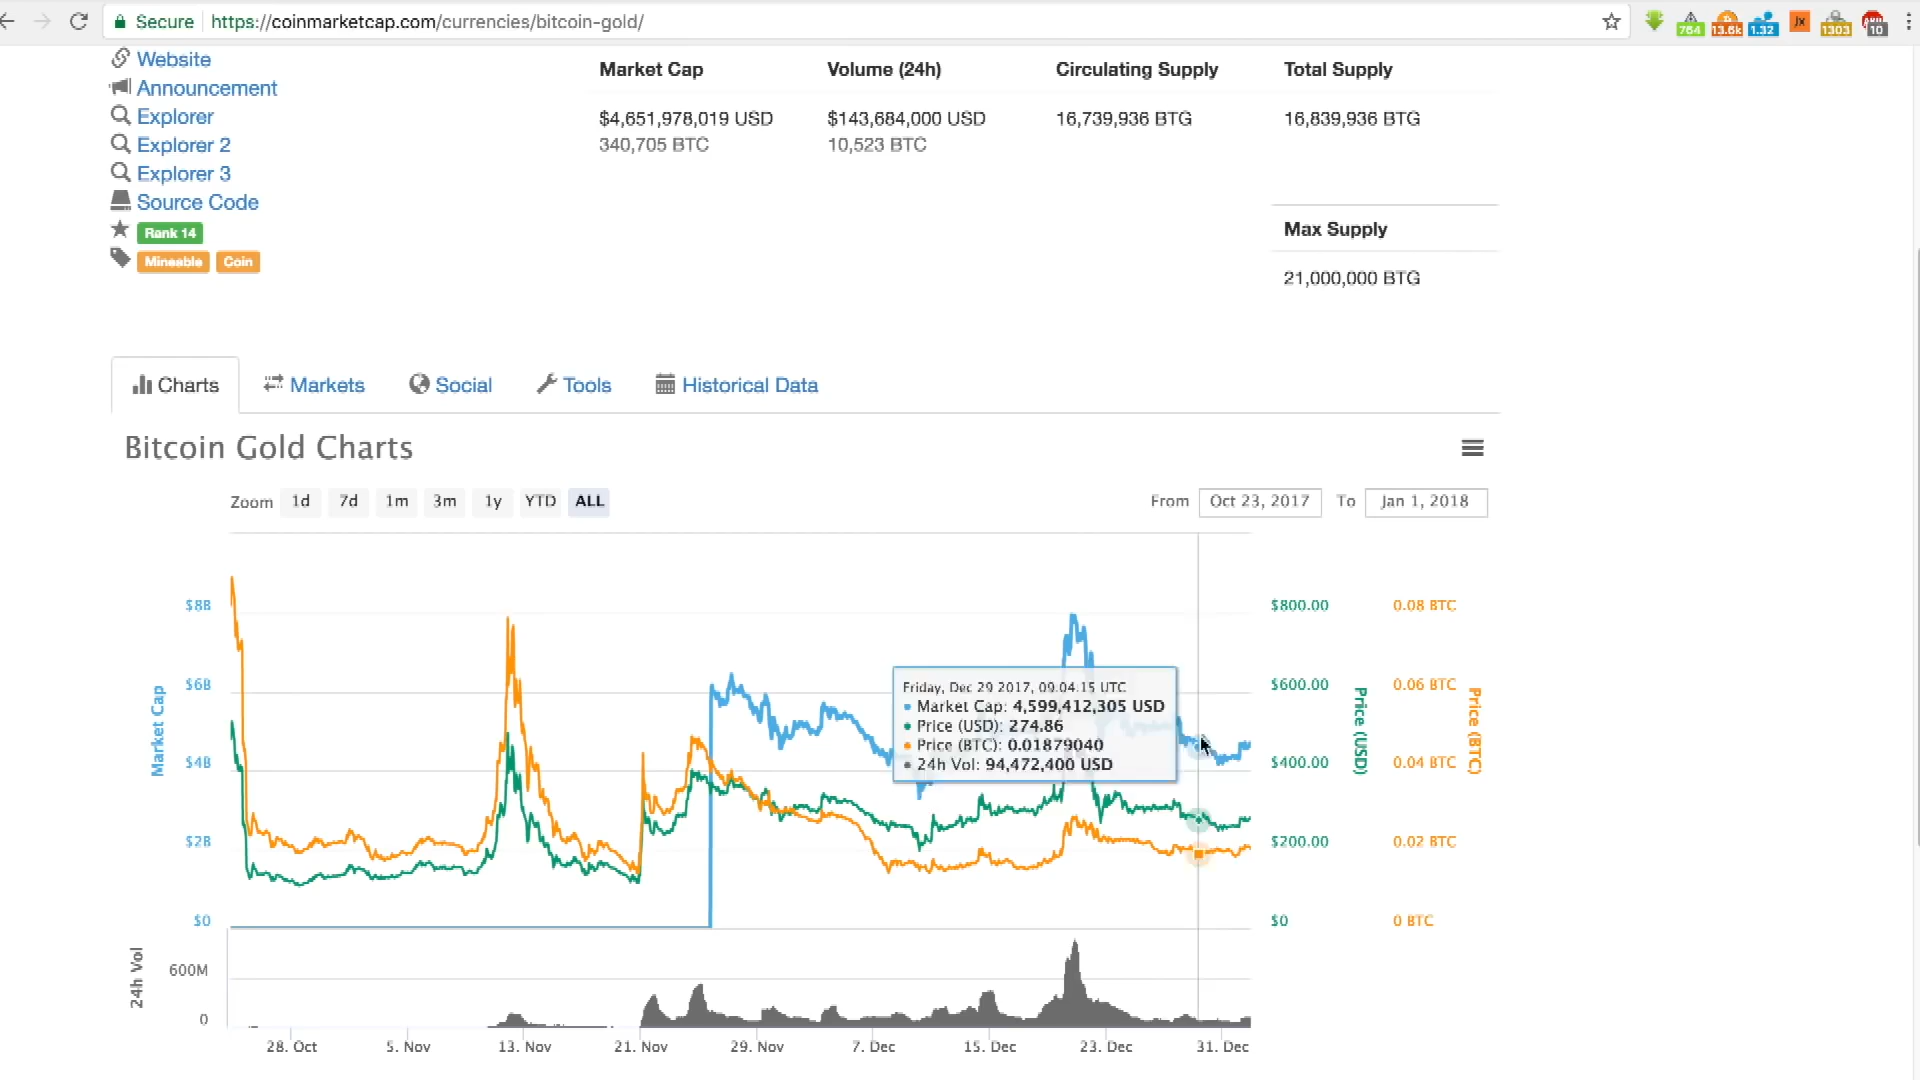 Secure https://coinmarketcap.com/currencies/bitcoin-gold/
764 13.6k 1.32 Jx 1303 10
Website
Announcement
Explorer
Explorer 2
Explorer 3
Source Code
Rank 14
Mineable Coin
Market Cap Volume (24h) Circulating Supply Total Supply
$4,651,978,019 USD $143,684,000 USD 16,739,936 BTG 16,839,936 BTG
340,705 BTC 10,523 BTC
Max Supply
21,000,000 BTG
Charts Markets Social Tools Historical Data
Bitcoin Gold Charts
Zoom 1d 7d 1m 3m 1y YTD ALL From Oct 23, 2017 To Jan 1, 2018
$8B $800.00 0.08 BTC
$6B $600.00 0.06 BTC
$4B $400.00 0.04 BTC
$2B $200.00 0.02 BTC
$0 $0 0 BTC
Market Cap
Price (USD)
Price (BTC)
Friday, Dec 29 2017, 09:04:15 UTC
Market Cap: 4,599,412,305 USD
Price (USD): 274.86
Price (BTC): 0.01879040
24h Vol: 94,472,400 USD
24h Vol
600M
0
28. Oct 5. Nov 13. Nov 21. Nov 29. Nov 7. Dec 15. Dec 23. Dec 31. Dec